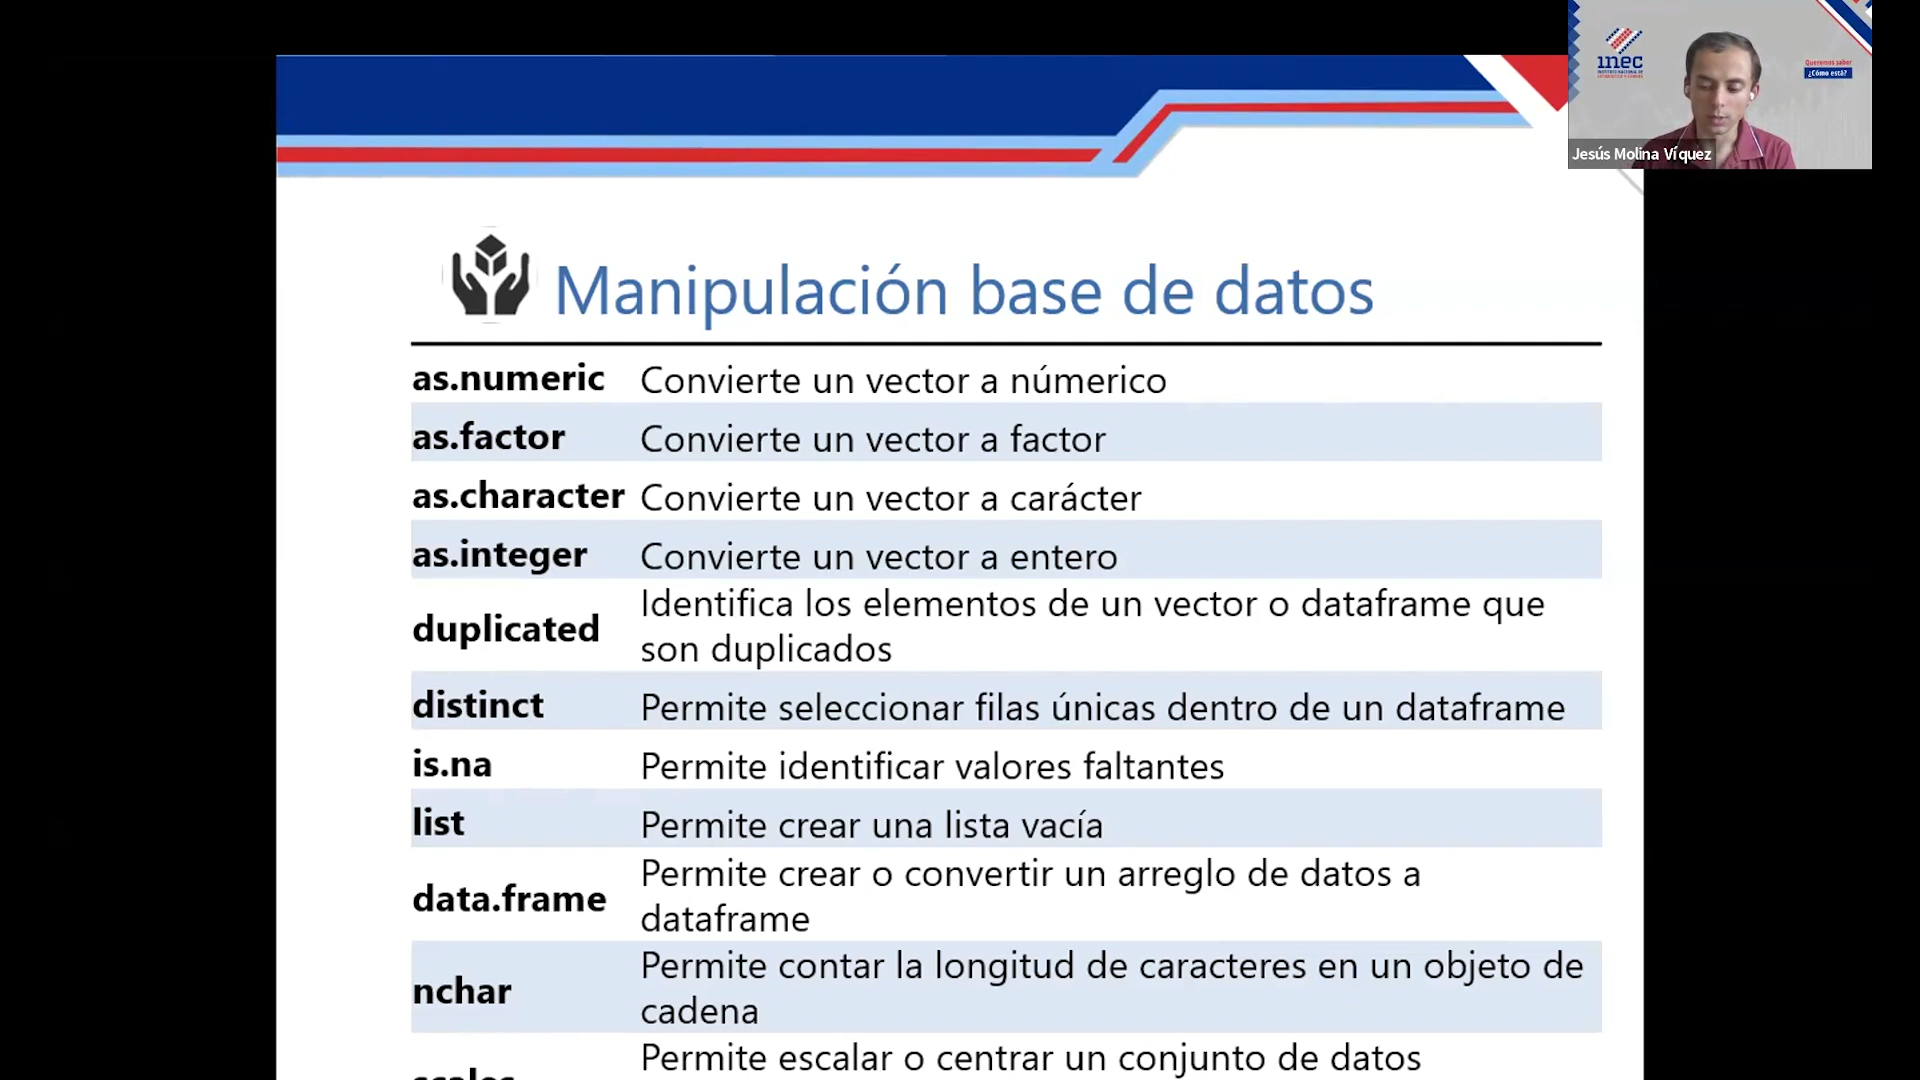 inec
Queremos saber
¿Cómo está?
Jesús Molina Víquez
Manipulación base de datos
as.numeric Convierte un vector a númerico
as.factor Convierte un vector a factor
as.character Convierte un vector a carácter
as.integer Convierte un vector a entero
duplicated Identifica los elementos de un vector o dataframe que
son duplicados
distinct Permite seleccionar filas únicas dentro de un dataframe
is.na Permite identificar valores faltantes
list Permite crear una lista vacía
data.frame Permite crear o convertir un arreglo de datos a
dataframe
nchar Permite contar la longitud de caracteres en un objeto de
cadena
Permite escalar o centrar un conjunto de datos